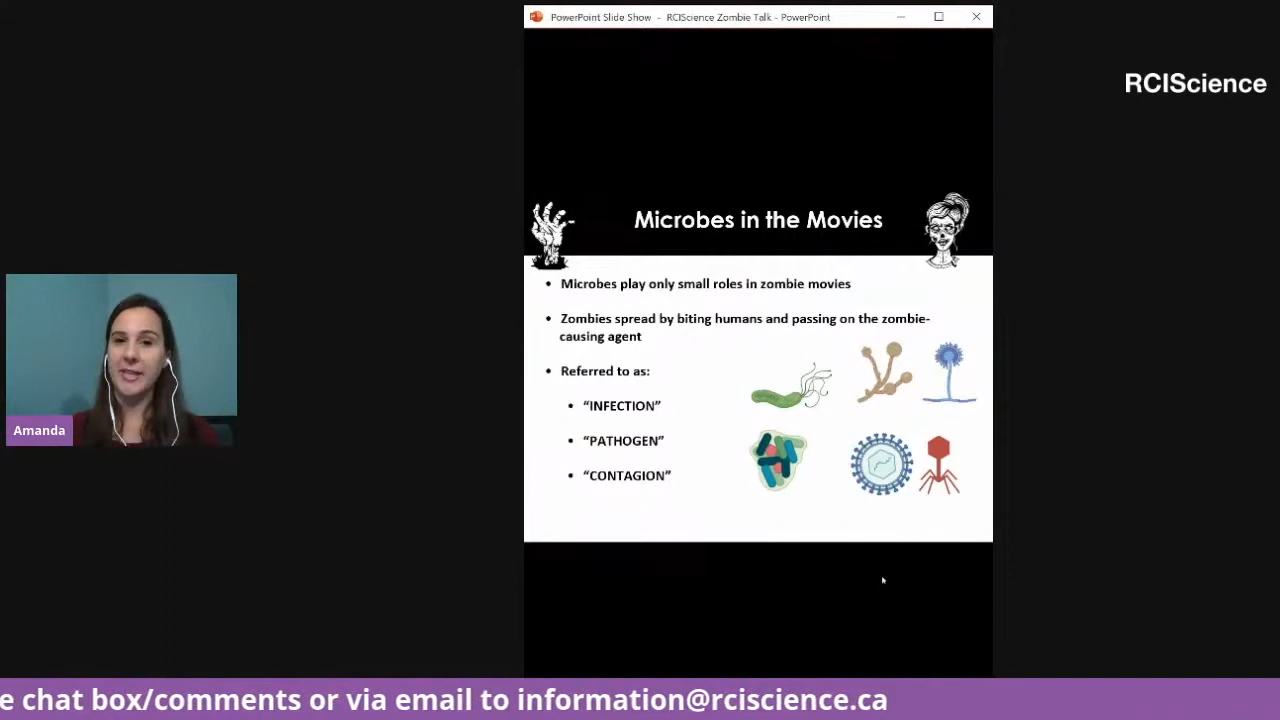 PowerPoint Slide Show - RCIScience Zombie Talk - PowerPoint
RCIScience
Microbes in the Movies
• Microbes play only small roles in zombie movies
• Zombies spread by biting humans and passing on the zombie-
causing agent
• Referred to as:
• “INFECTION”
• “PATHOGEN”
• “CONTAGION”
Amanda
e chat box/comments or via email to information@rciscience.ca